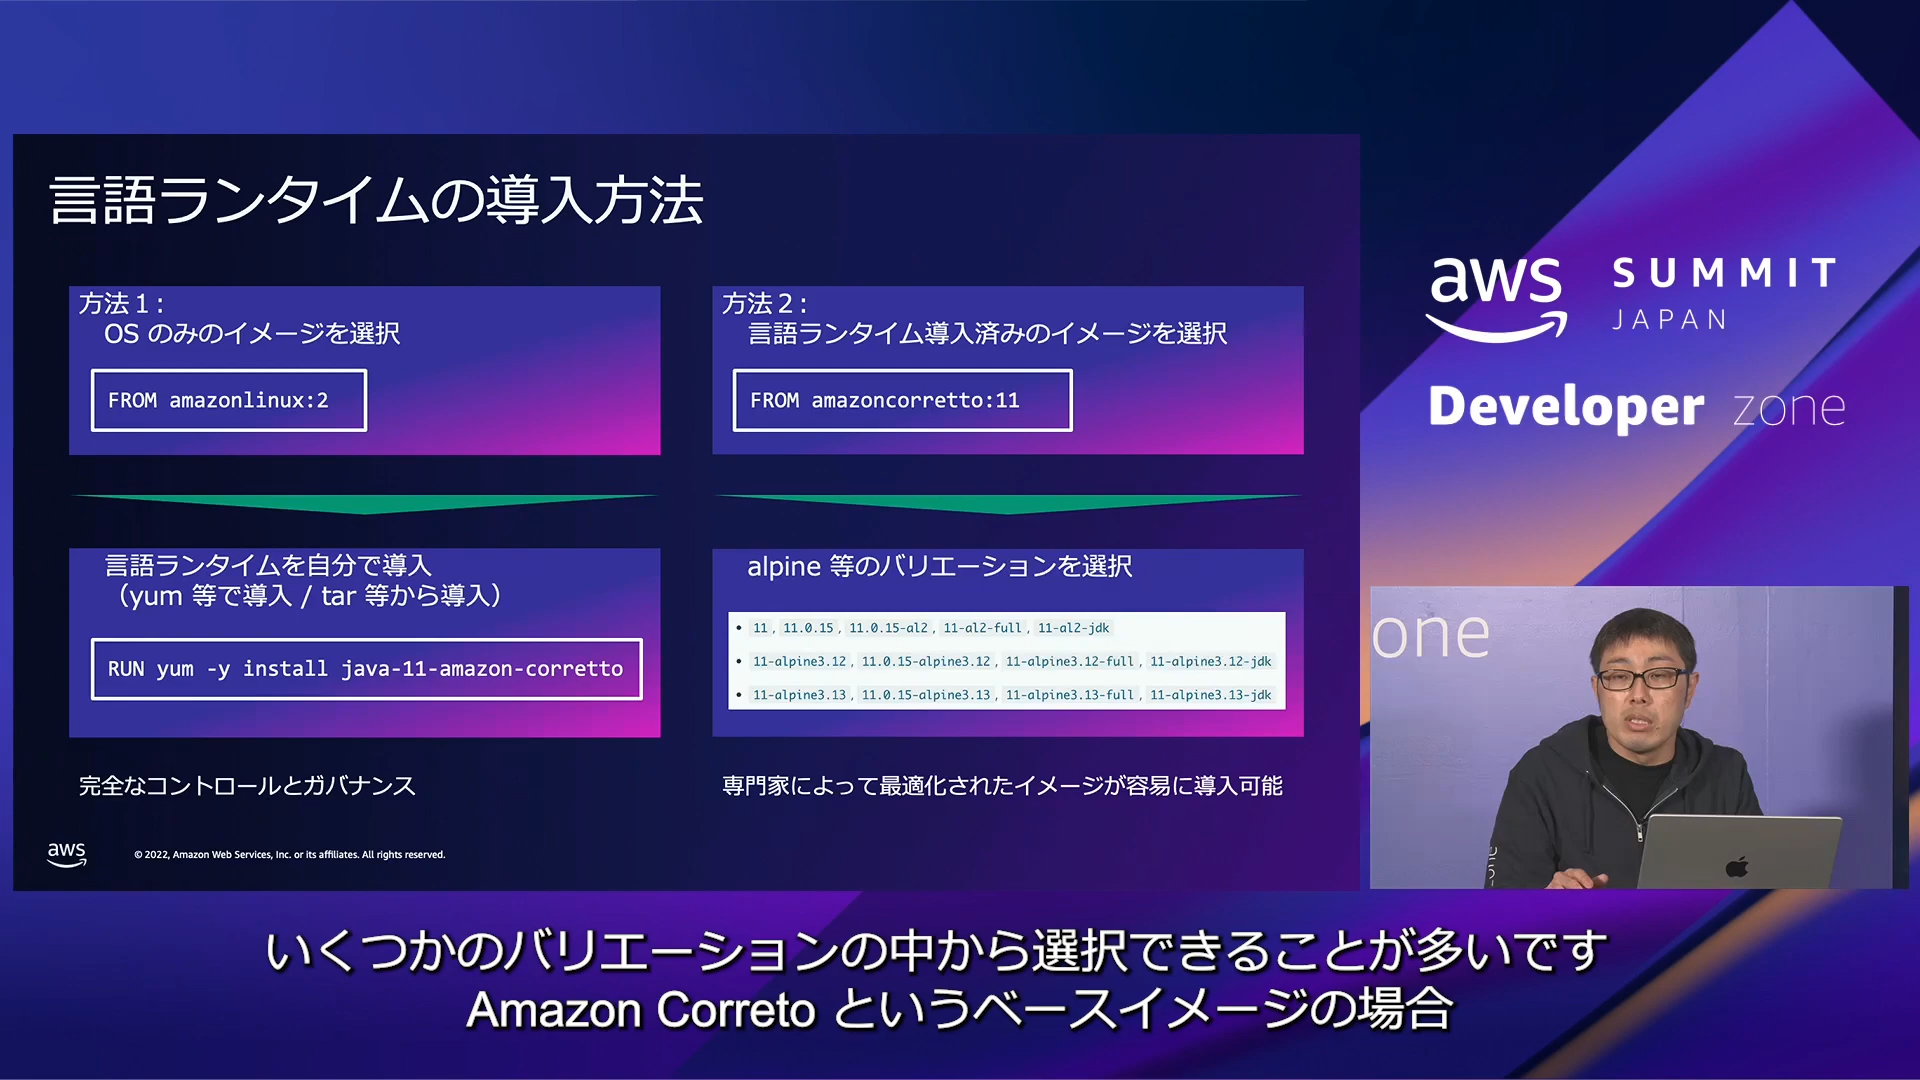 言語ランタイムの導入方法
方法1：
OS のみのイメージを選択
FROM amazonlinux:2
言語ランタイムを自分で導入
（yum 等で導入 / tar 等から導入）
RUN yum -y install java-11-amazon-corretto
完全なコントロールとガバナンス
方法2：
言語ランタイム導入済みのイメージを選択
FROM amazoncorretto:11
alpine 等のバリエーションを選択
• 11, 11.0.15, 11.0.15-al2, 11-al2-full, 11-al2-jdk
• 11-alpine3.12, 11.0.15-alpine3.12, 11-alpine3.12-full, 11-alpine3.12-jdk
• 11-alpine3.13, 11.0.15-alpine3.13, 11-alpine3.13-full, 11-alpine3.13-jdk
専門家によって最適化されたイメージが容易に導入可能
aws
© 2022, Amazon Web Services, Inc. or its affiliates. All rights reserved.
aws SUMMIT
JAPAN
Developer zone
one
いくつかのバリエーションの中から選択できることが多いです
Amazon Correto というベースイメージの場合